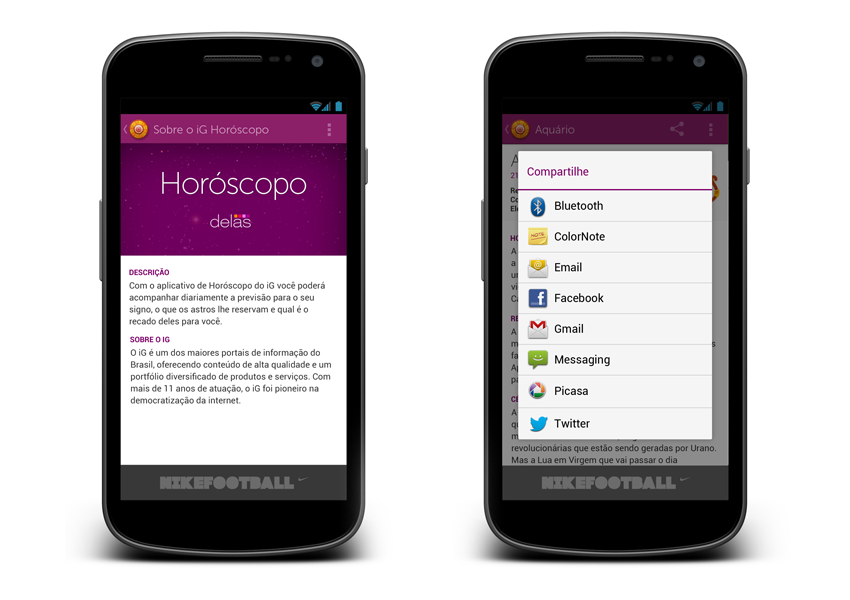 Sobre o iG Horóscopo
Horóscopo
delas
DESCRIÇÃO
Com o aplicativo de Horóscopo do iG você poderá
acompanhar diariamente a previsão para o seu
signo, o que os astros lhe reservam e qual é o
recado deles para você.
SOBRE O IG
O iG é um dos maiores portais de informação do
Brasil, oferecendo conteúdo de alta qualidade e um
portfólio diversificado de produtos e serviços. Com
mais de 11 anos de atuação, o iG foi pioneiro na
democratização da internet.
NIKEFOOTBALL
Aquário
Compartilhe
Bluetooth
NOTE
ColorNote
Email
Facebook
Gmail
Messaging
Picasa
Twitter
revolucionárias que estão sendo geradas por Urano.
Mas a Lua em Virgem que vai passar o dia
NIKEFOOTBALL